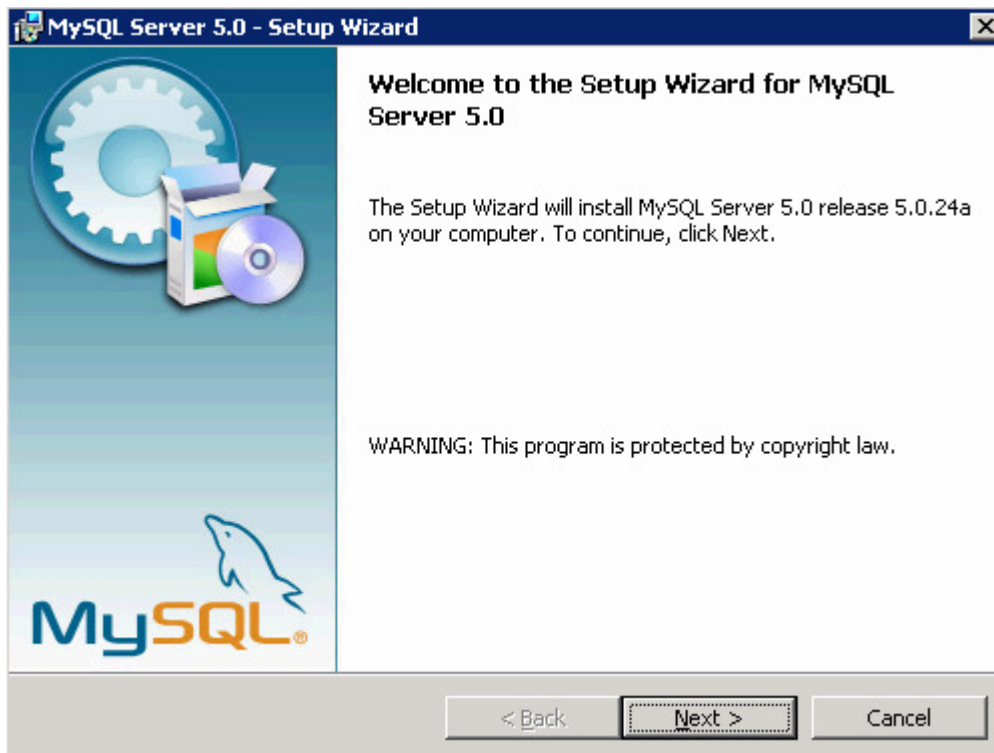 MySQL Server 5.0 - Setup Wizard
Welcome to the Setup Wizard for MySQL
Server 5.0
The Setup Wizard will install MySQL Server 5.0 release 5.0.24a
on your computer. To continue, click Next.
WARNING: This program is protected by copyright law.
MySQL®
< Back
Next >
Cancel